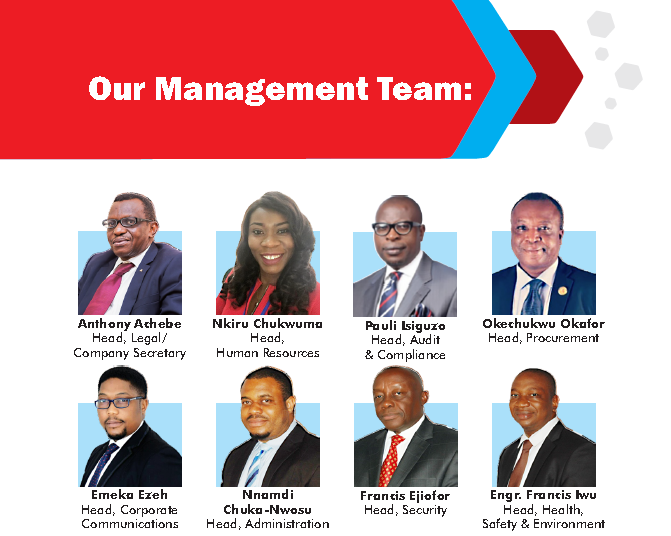 Our Management Team:
Anthony Achebe
Head, Legal/
Company Secretary
Nkiru Chukwuma
Head,
Human Resources
Pauli Isiguzo
Head, Audit
& Compliance
Okechukwu Okafor
Head, Procurement
Emeka Ezeh
Head, Corporate
Communications
Nnamdi
Chuka-Nwosu
Head, Administration
Francis Ejiofor
Head, Security
Engr. Francis Iwu
Head, Health,
Safety & Environment